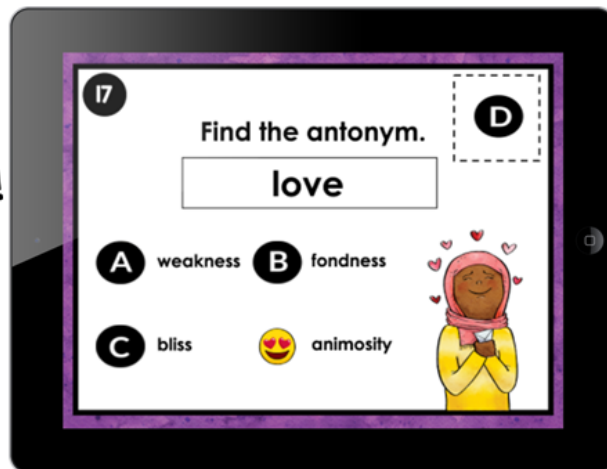 17
D
Find the antonym.
love
A weakness B fondness
C bliss animosity